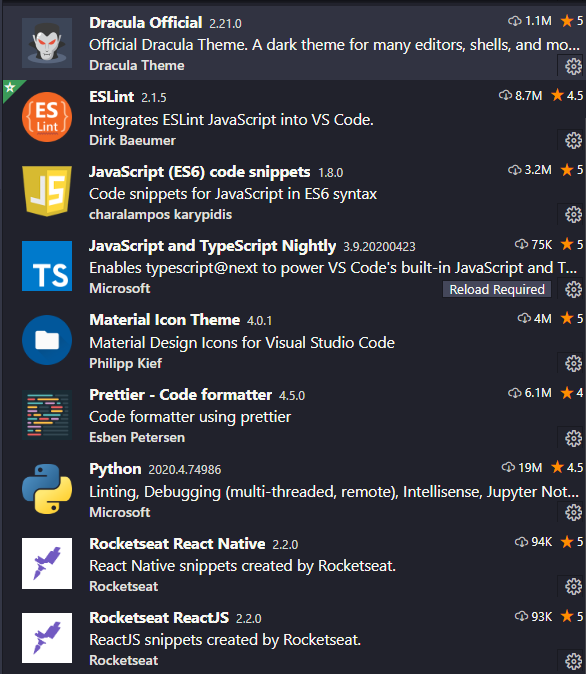 Dracula Official 2.21.0 1.1M 5
Official Dracula Theme. A dark theme for many editors, shells, and mo...
Dracula Theme
ES Lint
ESLint 2.1.5 8.7M 4.5
Integrates ESLint JavaScript into VS Code.
Dirk Baeumer
JS
JavaScript (ES6) code snippets 1.8.0 3.2M 5
Code snippets for JavaScript in ES6 syntax
charalampos karypidis
TS
JavaScript and TypeScript Nightly 3.9.20200423 75K 5
Enables typescript@next to power VS Code's built-in JavaScript and T...
Microsoft Reload Required
Material Icon Theme 4.0.1 4M 5
Material Design Icons for Visual Studio Code
Philipp Kief
Prettier - Code formatter 4.5.0 6.1M 4
Code formatter using prettier
Esben Petersen
Python 2020.4.74986 19M 4.5
Linting, Debugging (multi-threaded, remote), Intellisense, Jupyter Not...
Microsoft
Rocketseat React Native 2.2.0 94K 5
React Native snippets created by Rocketseat.
Rocketseat
Rocketseat ReactJS 2.2.0 93K 5
ReactJS snippets created by Rocketseat.
Rocketseat